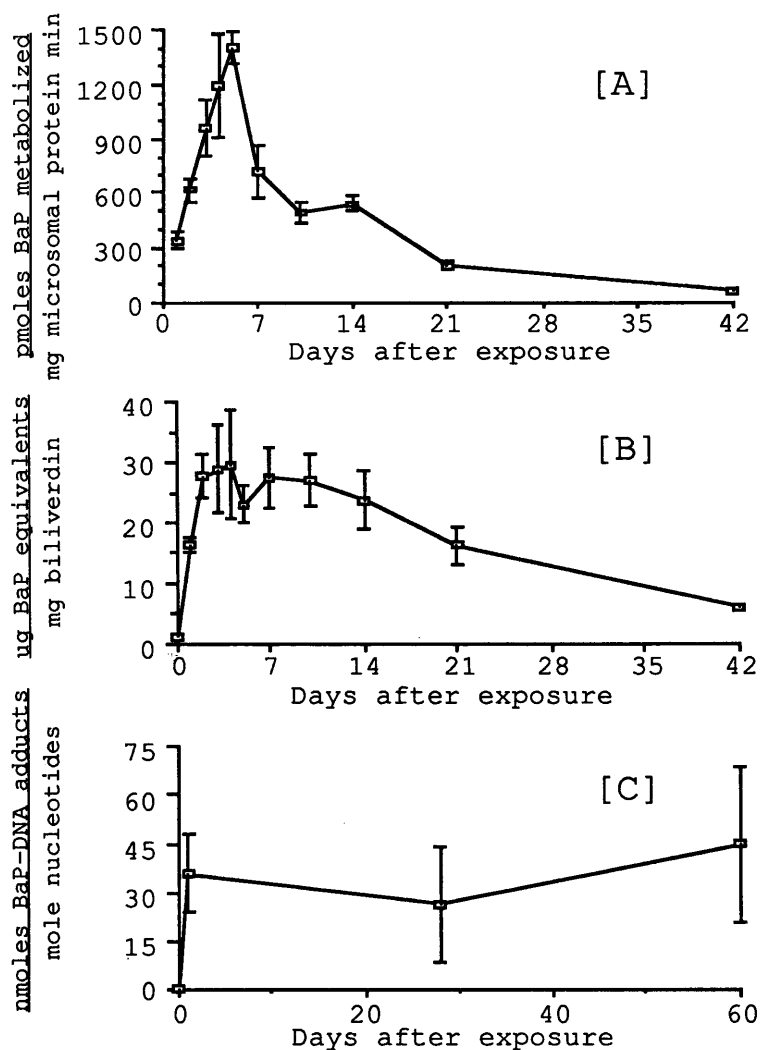 pmoles BaP metabolized
mg microsomal protein min
1500
1200
900
600
300
0
[A]
0 7 14 21 28 35 42
Days after exposure
ug BaP equivalents
mg biliverdin
40
30
20
10
0
[B]
0 7 14 21 28 35 42
Days after exposure
nmoles BaP-DNA adducts
mole nucleotides
75
60
45
30
15
0
[C]
0 20 40 60
Days after exposure